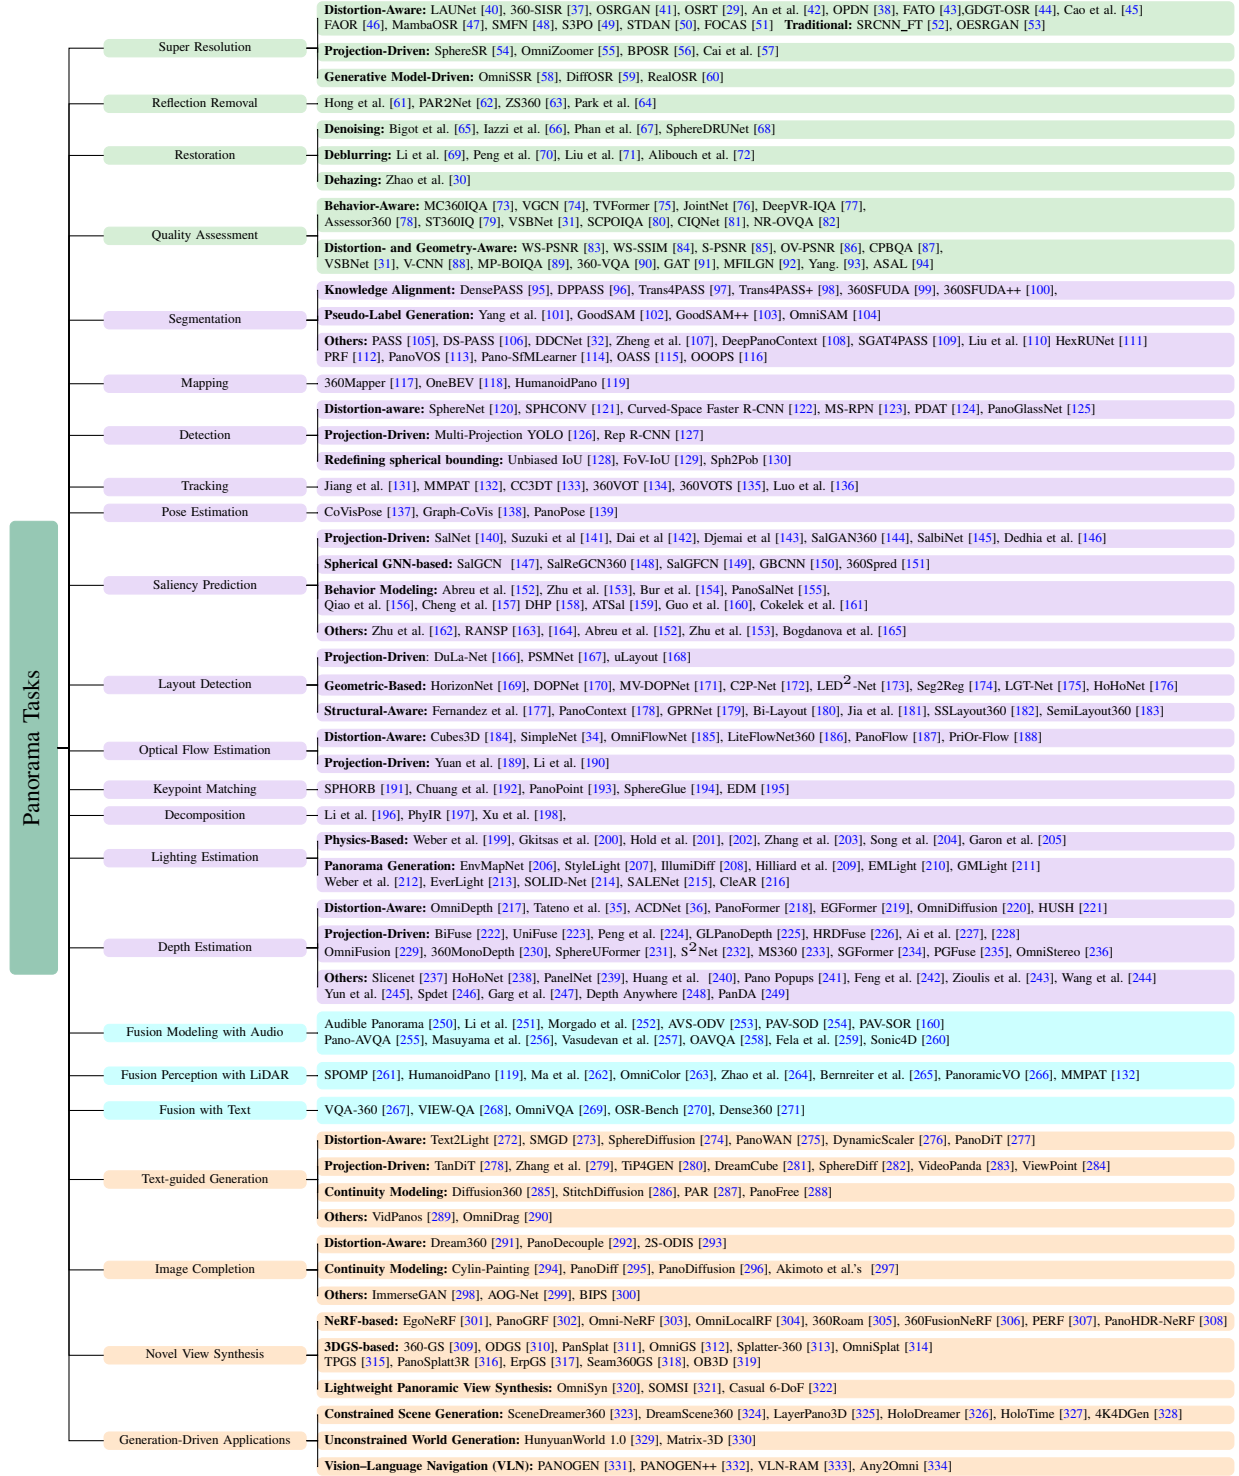 Panorama Tasks
Super Resolution
Distortion-Aware: LAUNet [40], 360-SISR [37], OSRGAN [41], OSRT [29], An et al. [42], OPDN [38], FATO [43],GDGT-OSR [44], Cao et al. [45]
FAOR [46], MambaOSR [47], SMFN [48], S3PO [49], STDAN [50], FOCAS [51] Traditional: SRCNN_FT [52], OESRGAN [53]
Projection-Driven: SphereSR [54], OmniZoomer [55], BPOSR [56], Cai et al. [57]
Generative Model-Driven: OmniSSR [58], DiffOSR [59], RealOSR [60]
Reflection Removal
Hong et al. [61], PAR2Net [62], ZS360 [63], Park et al. [64]
Restoration
Denoising: Bigot et al. [65], Iazzi et al. [66], Phan et al. [67], SphereDRUNet [68]
Deblurring: Li et al. [69], Peng et al. [70], Liu et al. [71], Alibouch et al. [72]
Dehazing: Zhao et al. [30]
Quality Assessment
Behavior-Aware: MC360IQA [73], VGCN [74], TVFormer [75], JointNet [76], DeepVR-IQA [77],
Assessor360 [78], ST360IQ [79], VSBNet [31], SCPOIQA [80], CIQNet [81], NR-OVQA [82]
Distortion- and Geometry-Aware: WS-PSNR [83], WS-SSIM [84], S-PSNR [85], OV-PSNR [86], CPBQA [87],
VSBNet [31], V-CNN [88], MP-BOIQA [89], 360-VQA [90], GAT [91], MFILGN [92], Yang. [93], ASAL [94]
Segmentation
Knowledge Alignment: DensePASS [95], DPPASS [96], Trans4PASS [97], Trans4PASS+ [98], 360SFUDA [99], 360SFUDA++ [100],
Pseudo-Label Generation: Yang et al. [101], GoodSAM [102], GoodSAM++ [103], OmniSAM [104]
Others: PASS [105], DS-PASS [106], DDCNet [32], Zheng et al. [107], DeepPanoContext [108], SGAT4PASS [109], Liu et al. [110] HexRUNet [111]
PRF [112], PanoVOS [113], Pano-SfMLearner [114], OASS [115], OOOPS [116]
Mapping
360Mapper [117], OneBEV [118], HumanoidPano [119]
Detection
Distortion-aware: SphereNet [120], SPHCONV [121], Curved-Space Faster R-CNN [122], MS-RPN [123], PDAT [124], PanoGlassNet [125]
Projection-Driven: Multi-Projection YOLO [126], Rep R-CNN [127]
Redefining spherical bounding: Unbiased IoU [128], FoV-IoU [129], Sph2Pob [130]
Tracking
Jiang et al. [131], MMPAT [132], CC3DT [133], 360VOT [134], 360VOTS [135], Luo et al. [136]
Pose Estimation
CoVisPose [137], Graph-CoVis [138], PanoPose [139]
Saliency Prediction
Projection-Driven: SalNet [140], Suzuki et al [141], Dai et al [142], Djemai et al [143], SalGAN360 [144], SalbiNet [145], Dedhia et al. [146]
Spherical GNN-based: SalGCN [147], SalReGCN360 [148], SalGFCN [149], GBCNN [150], 360Spred [151]
Behavior Modeling: Abreu et al. [152], Zhu et al. [153], Bur et al. [154], PanoSalNet [155],
Qiao et al. [156], Cheng et al. [157] DHP [158], ATSal [159], Guo et al. [160], Cokelek et al. [161]
Others: Zhu et al. [162], RANSP [163], [164], Abreu et al. [152], Zhu et al. [153], Bogdanova et al. [165]
Layout Detection
Projection-Driven: DuLa-Net [166], PSMNet [167], uLayout [168]
Geometric-Based: HorizonNet [169], DOPNet [170], MV-DOPNet [171], C2P-Net [172], LED²-Net [173], Seg2Reg [174], LGT-Net [175], HoHoNet [176]
Structural-Aware: Fernandez et al. [177], PanoContext [178], GPRNet [179], Bi-Layout [180], Jia et al. [181], SSLayout360 [182], SemiLayout360 [183]
Optical Flow Estimation
Distortion-Aware: Cubes3D [184], SimpleNet [34], OmniFlowNet [185], LiteFlowNet360 [186], PanoFlow [187], PriOr-Flow [188]
Projection-Driven: Yuan et al. [189], Li et al. [190]
Keypoint Matching
SPHORB [191], Chuang et al. [192], PanoPoint [193], SphereGlue [194], EDM [195]
Decomposition
Li et al. [196], PhyIR [197], Xu et al. [198],
Lighting Estimation
Physics-Based: Weber et al. [199], Gkitsas et al. [200], Hold et al. [201], [202], Zhang et al. [203], Song et al. [204], Garon et al. [205]
Panorama Generation: EnvMapNet [206], StyleLight [207], IllumiDiff [208], Hilliard et al. [209], EMLight [210], GMLight [211]
Weber et al. [212], EverLight [213], SOLID-Net [214], SALENet [215], CleAR [216]
Depth Estimation
Distortion-Aware: OmniDepth [217], Tateno et al. [35], ACDNet [36], PanoFormer [218], EGFormer [219], OmniDiffusion [220], HUSH [221]
Projection-Driven: BiFuse [222], UniFuse [223], Peng et al. [224], GLPanoDepth [225], HRDFuse [226], Ai et al. [227], [228]
OmniFusion [229], 360MonoDepth [230], SphereUFormer [231], S²Net [232], MS360 [233], SGFormer [234], PGFuse [235], OmniStereo [236]
Others: Slicenet [237] HoHoNet [238], PanelNet [239], Huang et al. [240], Pano Popups [241], Feng et al. [242], Zioulis et al. [243], Wang et al. [244]
Yun et al. [245], Spdet [246], Garg et al. [247], Depth Anywhere [248], PanDA [249]
Fusion Modeling with Audio
Audible Panorama [250], Li et al. [251], Morgado et al. [252], AVS-ODV [253], PAV-SOD [254], PAV-SOR [160]
Pano-AVQA [255], Masuyama et al. [256], Vasudevan et al. [257], OAVQA [258], Fela et al. [259], Sonic4D [260]
Fusion Perception with LiDAR
SPOMP [261], HumanoidPano [119], Ma et al. [262], OmniColor [263], Zhao et al. [264], Bernreiter et al. [265], PanoramicVO [266], MMPAT [132]
Fusion with Text
VQA-360 [267], VIEW-QA [268], OmniVQA [269], OSR-Bench [270], Dense360 [271]
Text-guided Generation
Distortion-Aware: Text2Light [272], SMGD [273], SphereDiffusion [274], PanoWAN [275], DynamicScaler [276], PanoDiT [277]
Projection-Driven: TanDiT [278], Zhang et al. [279], TiP4GEN [280], DreamCube [281], SphereDiff [282], VideoPanda [283], ViewPoint [284]
Continuity Modeling: Diffusion360 [285], StitchDiffusion [286], PAR [287], PanoFree [288]
Others: VidPanos [289], OmniDrag [290]
Image Completion
Distortion-Aware: Dream360 [291], PanoDecouple [292], 2S-ODIS [293]
Continuity Modeling: Cylin-Painting [294], PanoDiff [295], PanoDiffusion [296], Akimoto et al.'s [297]
Others: ImmerseGAN [298], AOG-Net [299], BIPS [300]
Novel View Synthesis
NeRF-based: EgoNeRF [301], PanoGRF [302], Omni-NeRF [303], OmniLocalRF [304], 360Roam [305], 360FusionNeRF [306], PERF [307], PanoHDR-NeRF [308]
3DGS-based: 360-GS [309], ODGS [310], PanSplat [311], OmniGS [312], Splatter-360 [313], OmniSplat [314]
TPGS [315], PanoSplatt3R [316], ErpGS [317], Seam360GS [318], OB3D [319]
Lightweight Panoramic View Synthesis: OmniSyn [320], SOMSI [321], Casual 6-DoF [322]
Generation-Driven Applications
Constrained Scene Generation: SceneDreamer360 [323], DreamScene360 [324], LayerPano3D [325], HoloDreamer [326], HoloTime [327], 4K4DGen [328]
Unconstrained World Generation: HunyuanWorld 1.0 [329], Matrix-3D [330]
Vision–Language Navigation (VLN): PANOGEN [331], PANOGEN++ [332], VLN-RAM [333], Any2Omni [334]